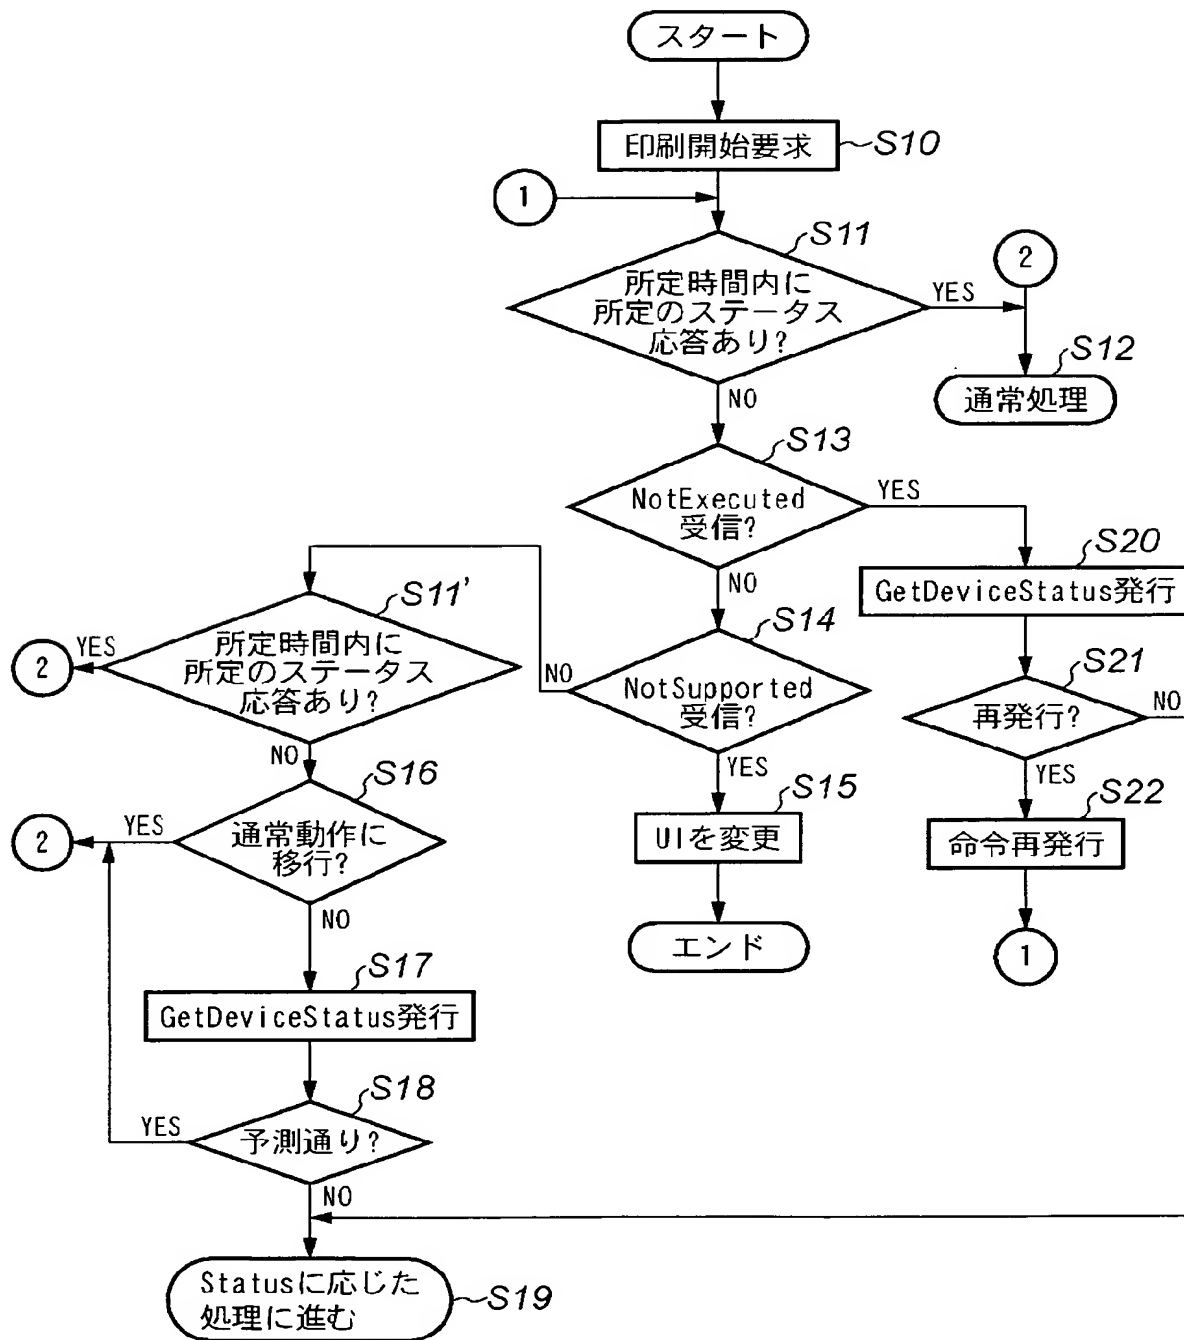 スタート
印刷開始要求
S10
1
S11
所定時間内に
所定のステータス
応答あり?
YES
2
S12
通常処理
NO
S13
NotExecuted
受信?
YES
S20
GetDeviceStatus発行
NO
S14
NotSupported
受信?
NO
S11'
所定時間内に
所定のステータス
応答あり?
YES
2
S21
再発行?
NO
YES
S22
命令再発行
1
YES
S15
UIを変更
エンド
NO
S16
通常動作に
移行?
YES
2
NO
S17
GetDeviceStatus発行
S18
予測通り?
YES
NO
Statusに応じた
処理に進む
S19